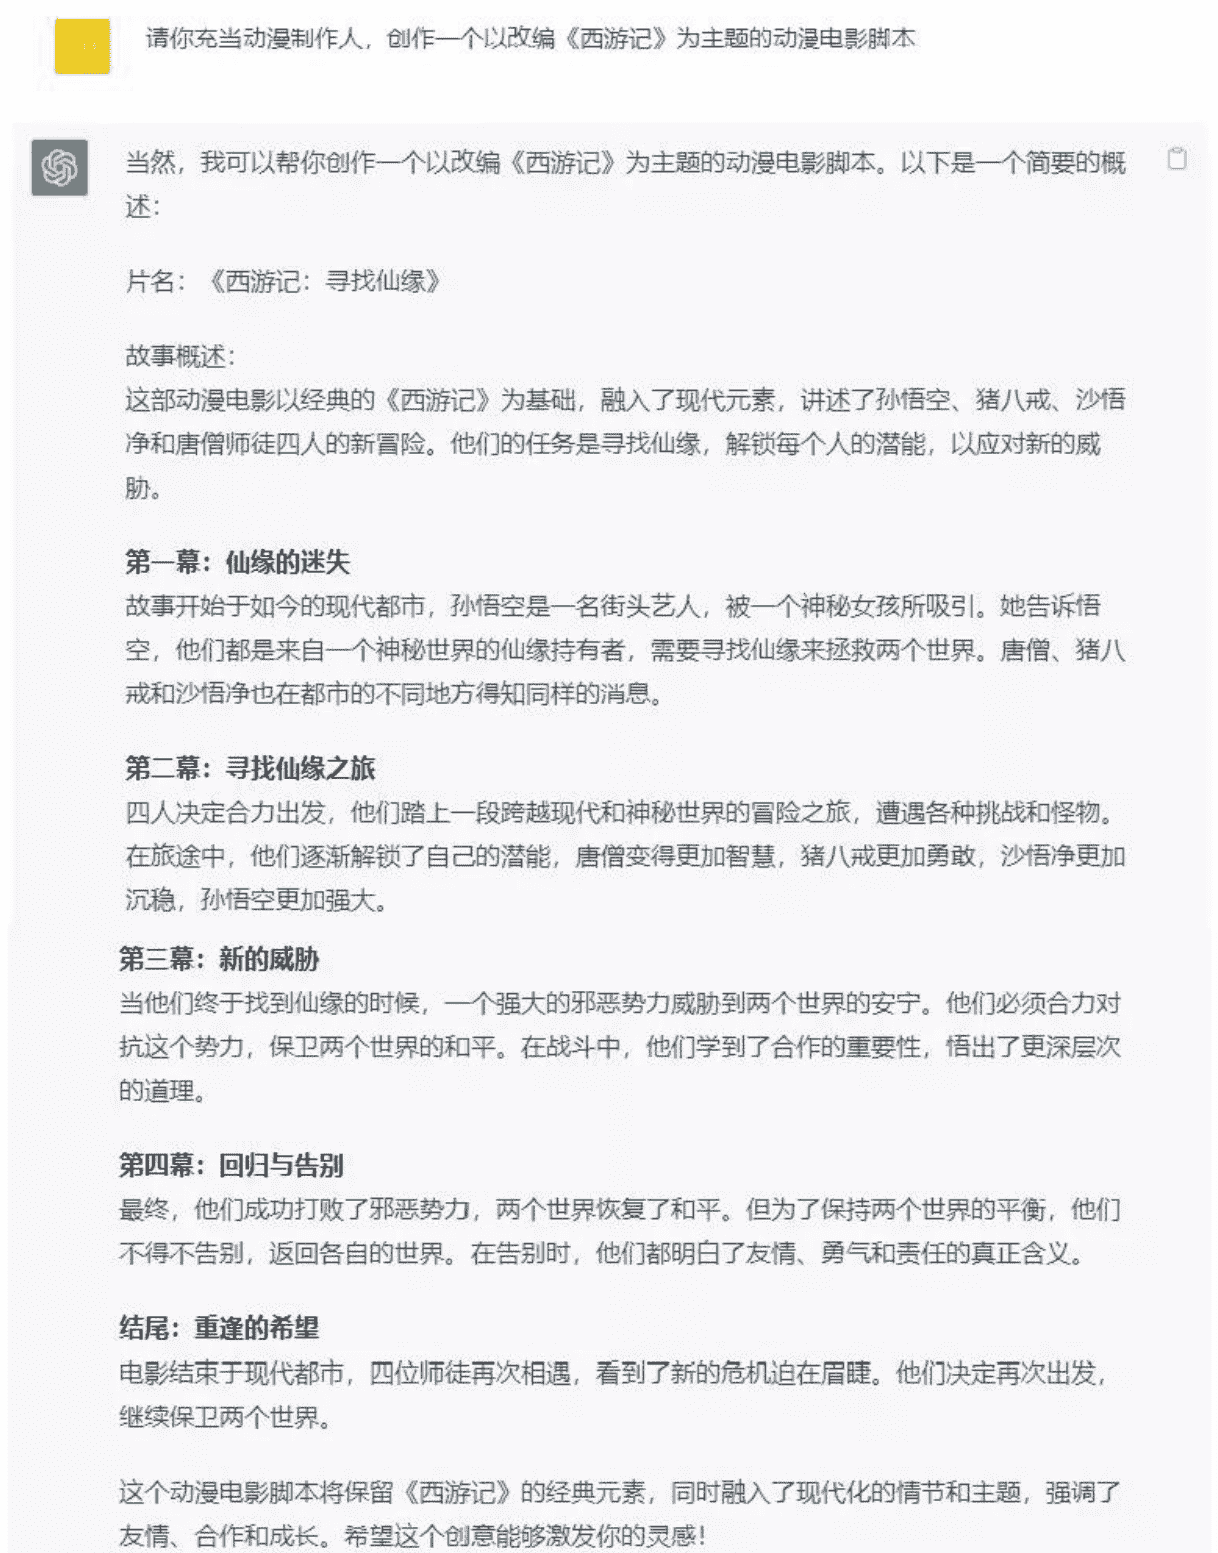 请你充当动漫制作人，创作一个以改编《西游记》为主题的动漫电影脚本
当然，我可以帮你创作一个以改编《西游记》为主题的动漫电影脚本。以下是一个简要的概
述：
片名：《西游记：寻找仙缘》
故事概述：
这部动漫电影以经典的《西游记》为基础，融入了现代元素，讲述了孙悟空、猪八戒、沙悟
净和唐僧师徒四人的新冒险。他们的任务是寻找仙缘，解锁每个人的潜能，以应对新的威
胁。
第一幕：仙缘的迷失
故事开始于如今的现代都市，孙悟空是一名街头艺人，被一个神秘女孩所吸引。她告诉悟
空，他们都是来自一个神秘世界的仙缘持有者，需要寻找仙缘来拯救两个世界。唐僧、猪八
戒和沙悟净也在都市的不同地方得知同样的消息。
第二幕：寻找仙缘之旅
四人决定合力出发，他们踏上一段跨越现代和神秘世界的冒险之旅，遭遇各种挑战和怪物。
在旅途中，他们逐渐解锁了自己的潜能，唐僧变得更加智慧，猪八戒更加勇敢，沙悟净更加
沉稳，孙悟空更加强大。
第三幕：新的威胁
当他们终于找到仙缘的时候，一个强大的邪恶势力威胁到两个世界的安宁。他们必须合力对
抗这个势力，保卫两个世界的和平。在战斗中，他们学到了合作的重要性，悟出了更深层次
的道理。
第四幕：回归与告别
最终，他们成功打败了邪恶势力，两个世界恢复了和平。但为了保持两个世界的平衡，他们
不得不告别，返回各自的世界。在告别时，他们都明白了友情、勇气和责任的真正含义。
结尾：重逢的希望
电影结束于现代都市，四位师徒再次相遇，看到了新的危机迫在眉睫。他们决定再次出发，
继续保卫两个世界。
这个动漫电影脚本将保留《西游记》的经典元素，同时融入了现代化的情节和主题，强调了
友情、合作和成长。希望这个创意能够激发你的灵感！